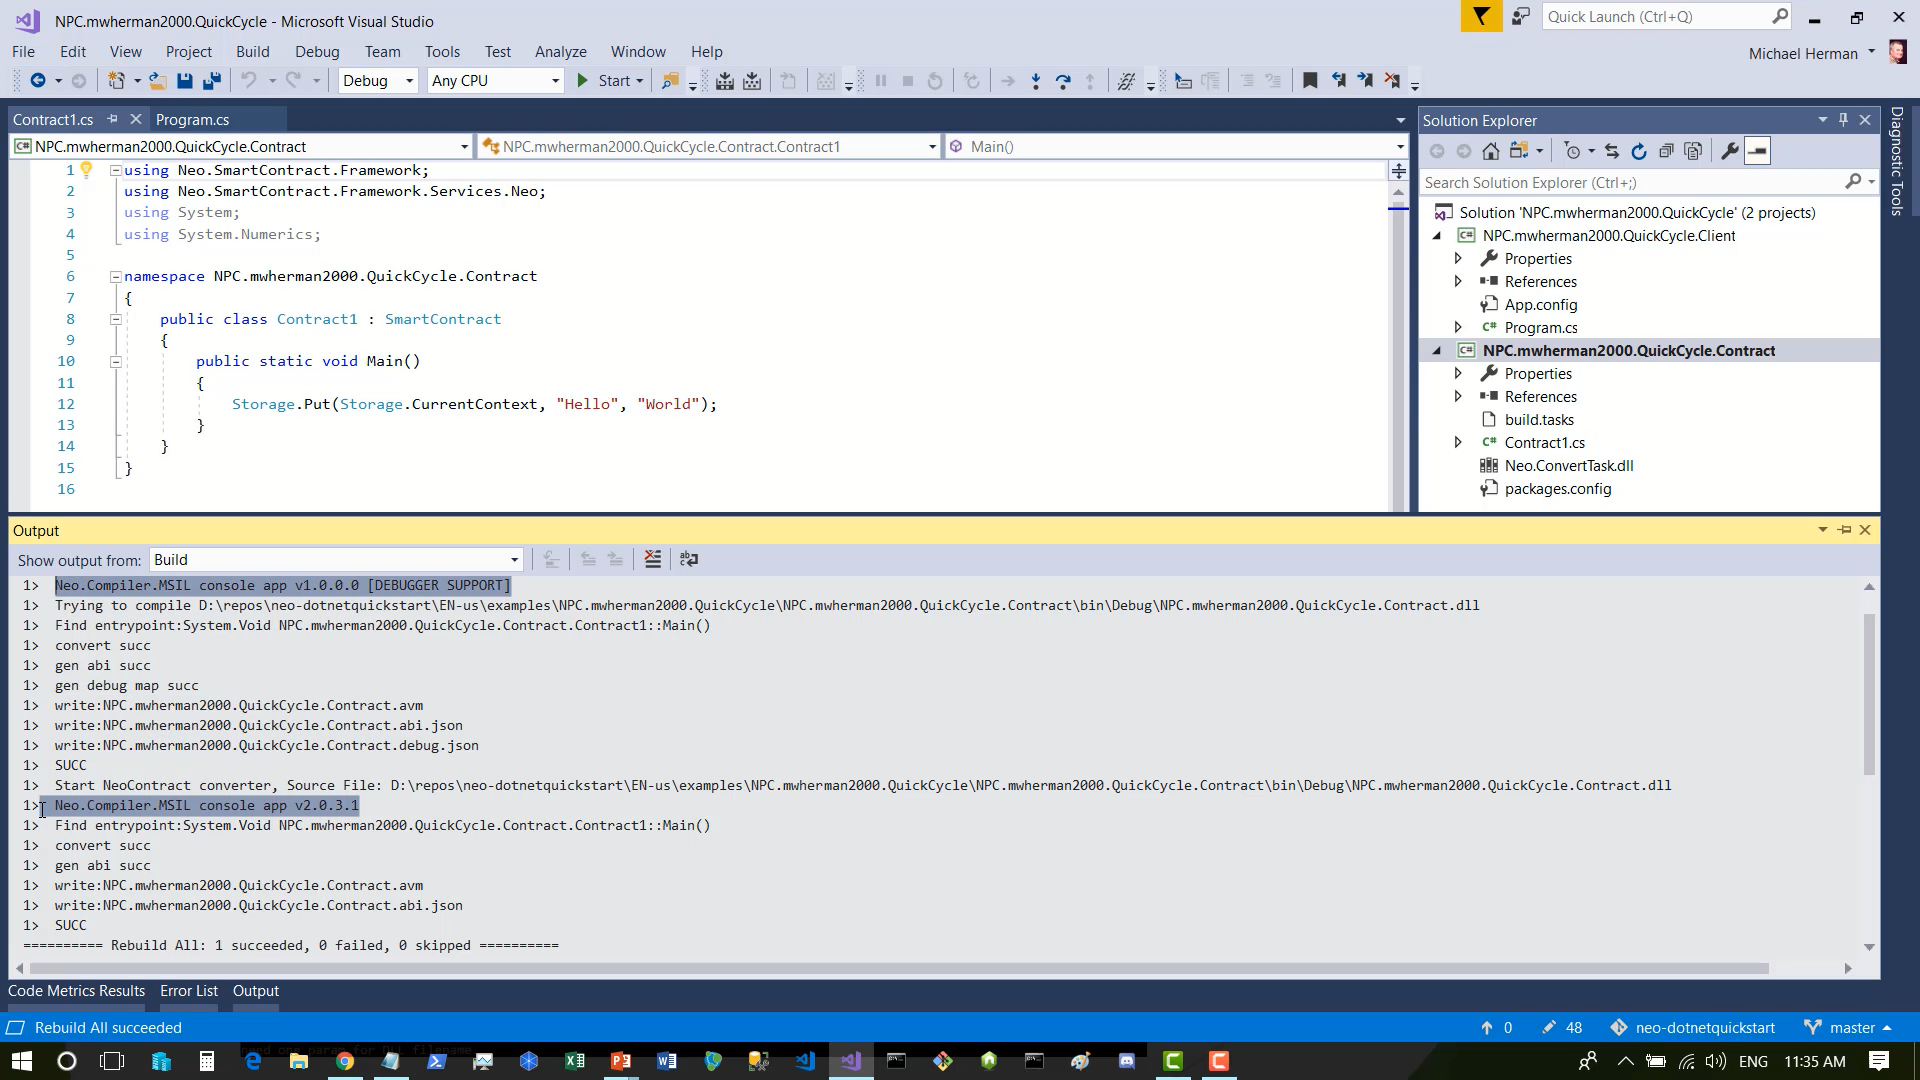 NPC.mwherman2000.QuickCycle - Microsoft Visual Studio
Quick Launch (Ctrl+Q)
File Edit View Project Build Debug Team Tools Test Analyze Window Help
Michael Herman
Debug Any CPU Start
Contract1.cs Program.cs
NPC.mwherman2000.QuickCycle.Contract NPC.mwherman2000.QuickCycle.Contract.Contract1 Main()
1 using Neo.SmartContract.Framework;
2 using Neo.SmartContract.Framework.Services.Neo;
3 using System;
4 using System.Numerics;
5
6 namespace NPC.mwherman2000.QuickCycle.Contract
7 {
8 public class Contract1 : SmartContract
9 {
10 public static void Main()
11 {
12 Storage.Put(Storage.CurrentContext, "Hello", "World");
13 }
14 }
15 }
16
Solution Explorer
Search Solution Explorer (Ctrl+;)
Solution 'NPC.mwherman2000.QuickCycle' (2 projects)
C# NPC.mwherman2000.QuickCycle.Client
Properties
References
App.config
C# Program.cs
C# NPC.mwherman2000.QuickCycle.Contract
Properties
References
build.tasks
C# Contract1.cs
Neo.ConvertTask.dll
packages.config
Diagnostic Tools
Output
Show output from: Build
1> Neo.Compiler.MSIL console app v1.0.0.0 [DEBUGGER SUPPORT]
1> Trying to compile D:\repos\neo-dotnetquickstart\EN-us\examples\NPC.mwherman2000.QuickCycle\NPC.mwherman2000.QuickCycle.Contract\bin\Debug\NPC.mwherman2000.QuickCycle.Contract.dll
1> Find entrypoint:System.Void NPC.mwherman2000.QuickCycle.Contract.Contract1::Main()
1> convert succ
1> gen abi succ
1> gen debug map succ
1> write:NPC.mwherman2000.QuickCycle.Contract.avm
1> write:NPC.mwherman2000.QuickCycle.Contract.abi.json
1> write:NPC.mwherman2000.QuickCycle.Contract.debug.json
1> SUCC
1> Start NeoContract converter, Source File: D:\repos\neo-dotnetquickstart\EN-us\examples\NPC.mwherman2000.QuickCycle\NPC.mwherman2000.QuickCycle.Contract\bin\Debug\NPC.mwherman2000.QuickCycle.Contract.dll
1> Neo.Compiler.MSIL console app v2.0.3.1
1> Find entrypoint:System.Void NPC.mwherman2000.QuickCycle.Contract.Contract1::Main()
1> convert succ
1> gen abi succ
1> write:NPC.mwherman2000.QuickCycle.Contract.avm
1> write:NPC.mwherman2000.QuickCycle.Contract.abi.json
1> SUCC
========== Rebuild All: 1 succeeded, 0 failed, 0 skipped ==========
Code Metrics Results Error List Output
Rebuild All succeeded 0 48 neo-dotnetquickstart master
need one param for DLL filename
ENG 11:35 AM